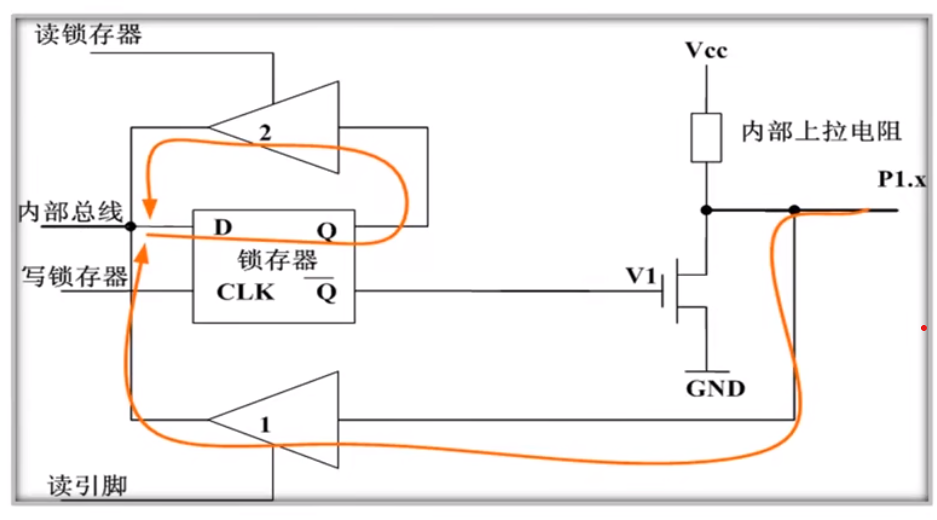 读锁存器
Vcc
2
内部上拉电阻
P1.x
内部总线
D
Q
锁存器
写锁存器
CLK
Q̅
V1
GND
1
读引脚